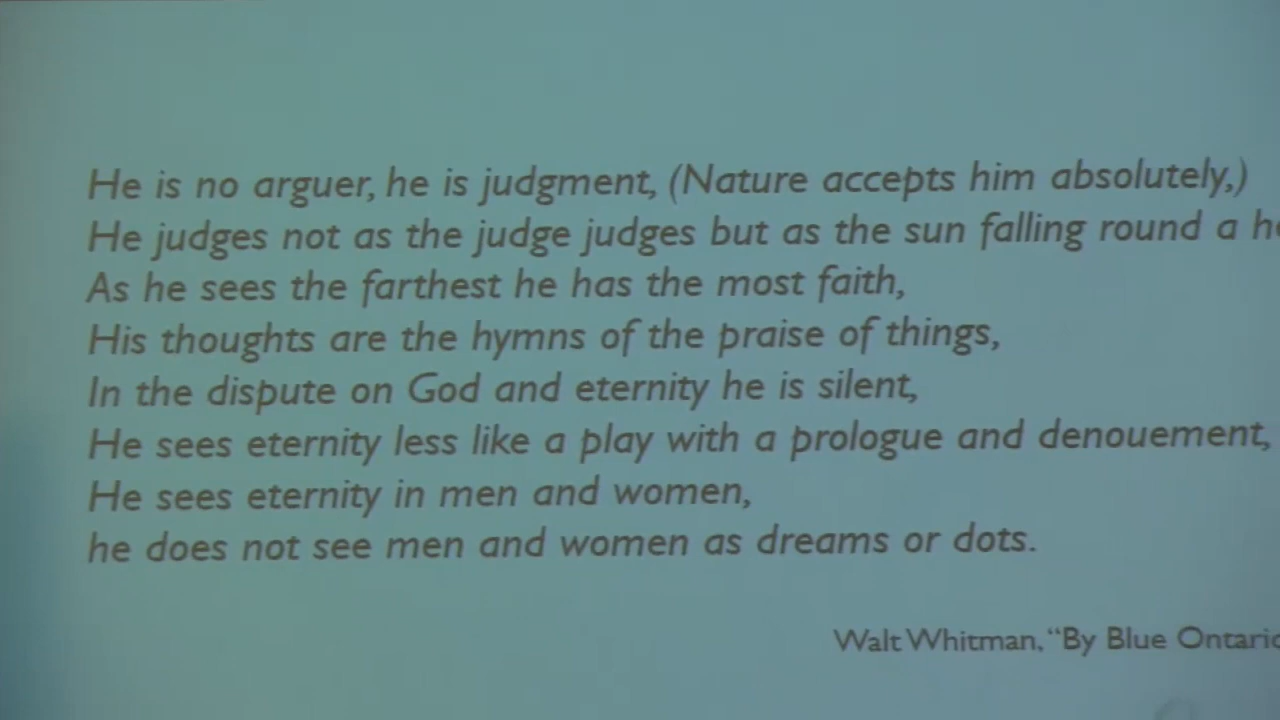 He is no arguer, he is judgment, (Nature accepts him absolutely,)
He judges not as the judge judges but as the sun falling round a
As he sees the farthest he has the most faith,
His thoughts are the hymns of the praise of things,
In the dispute on God and eternity he is silent,
He sees eternity less like a play with a prologue and denouement,
He sees eternity in men and women,
he does not see men and women as dreams or dots.
Walt Whitman, “By Blue Ontario